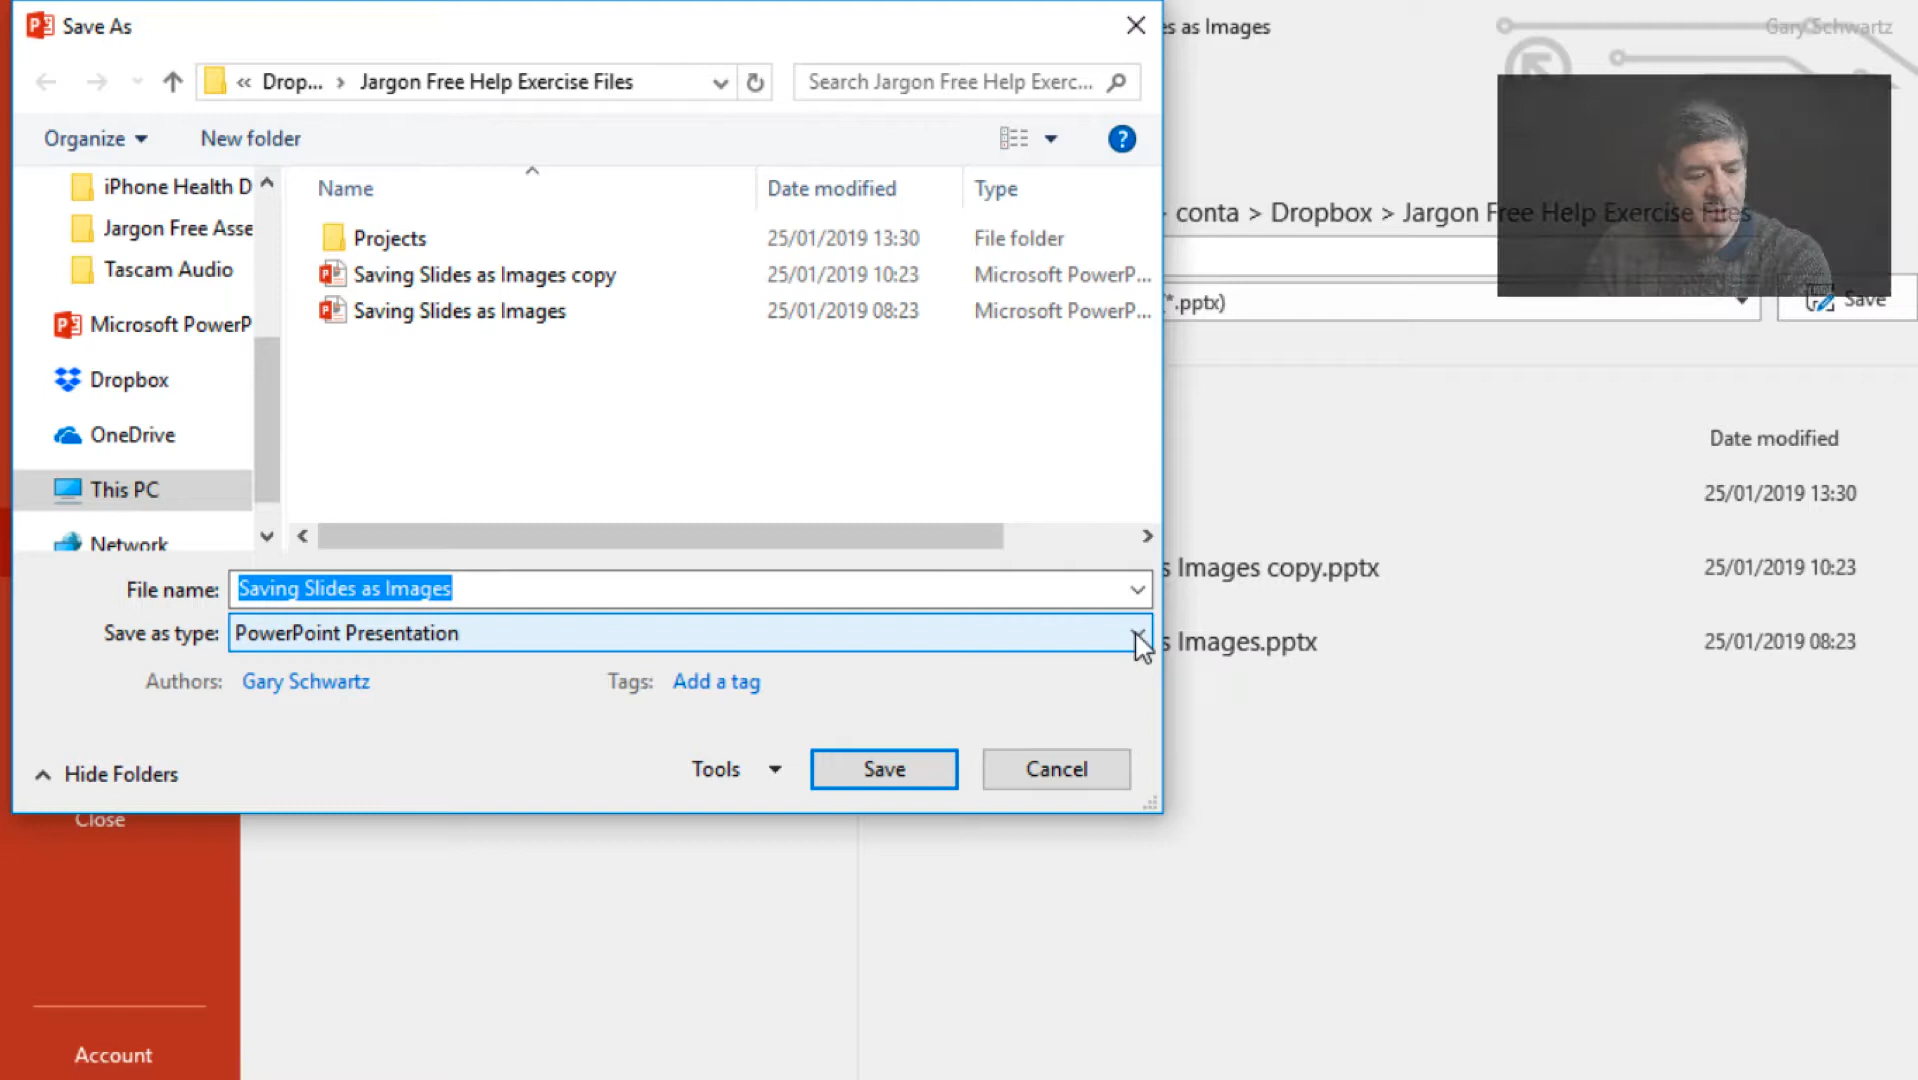 Save As
es as Images
Gary Schwartz
« Drop... › Jargon Free Help Exercise Files
Search Jargon Free Help Exerc...
Organize
New folder
?
iPhone Health D
Jargon Free Asse
Tascam Audio
Microsoft PowerP
Dropbox
OneDrive
This PC
Network
Name
Date modified
Type
Projects
25/01/2019 13:30
File folder
Saving Slides as Images copy
25/01/2019 10:23
Microsoft PowerP...
Saving Slides as Images
25/01/2019 08:23
Microsoft PowerP...
conta > Dropbox > Jargon Free Help Exercise Files
(*.pptx)
Save
Date modified
25/01/2019 13:30
s Images copy.pptx
25/01/2019 10:23
s Images.pptx
25/01/2019 08:23
File name: Saving Slides as Images
Save as type: PowerPoint Presentation
Authors: Gary Schwartz
Tags: Add a tag
Hide Folders
Tools
Save
Cancel
Close
Account